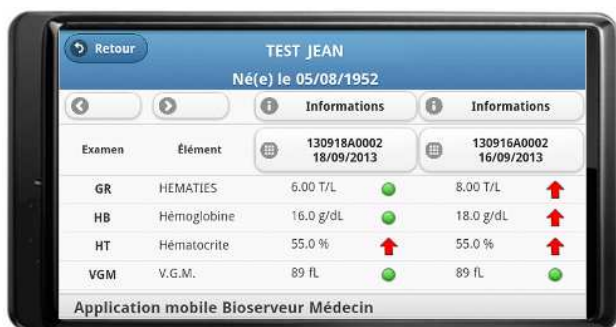 Retour
TEST JEAN
Né(e) le 05/08/1952
Informations Informations
Examen Élément 130918A0002 130916A0002
18/09/2013 16/09/2013
GR HEMATIES 6.00 T/L 8.00 T/L
HB Hémoglobine 16.0 g/dL 18.0 g/dL
HT Hématocrite 55.0 % 55.0 %
VGM V.G.M. 89 fL 89 fL
Application mobile Bioserveur Médecin